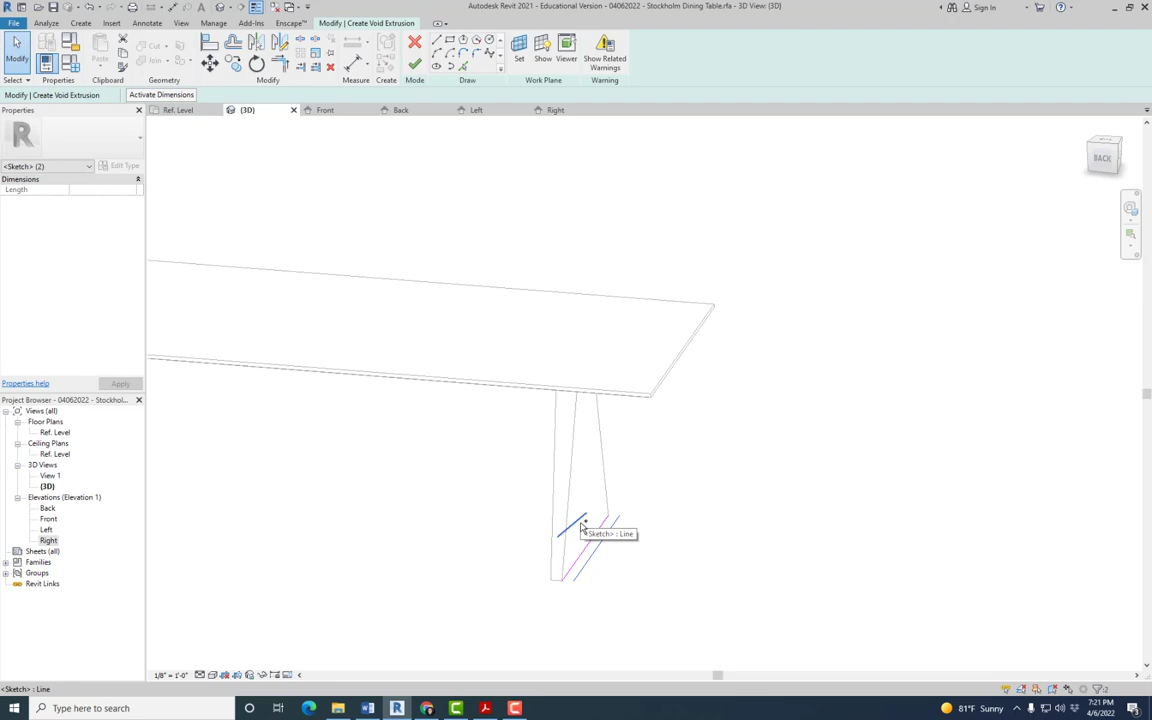 Autodesk Revit 2021 - Educational Version - 04062022 - Stockholm Dining Table.rfa - 3D View: {3D}
Sign In
File Analyze Create Insert Annotate View Manage Add-Ins Enscape™ Modify | Create Void Extrusion
Modify Cut Join Paste Set Show Viewer Show Related Warnings
Select Properties Clipboard Geometry Modify Measure Create Mode Draw Work Plane Warning
Modify | Create Void Extrusion Activate Dimensions
Properties
Ref. Level {3D} Front Back Left Right
R
BACK
<Sketch> (2) Edit Type
Dimensions
Length
Properties help Apply
Project Browser - 04062022 - Stockhol...
Views (all)
Floor Plans
Ref. Level
Ceiling Plans
Ref. Level
3D Views
View 1
{3D}
Elevations (Elevation 1)
Back
Front
Left
Right
Sheets (all)
Families
Groups
Revit Links
<Sketch> : Line
1/8" = 1'-0"
<Sketch> : Line
:2
Type here to search
81°F Sunny
7:21 PM
4/6/2022
3